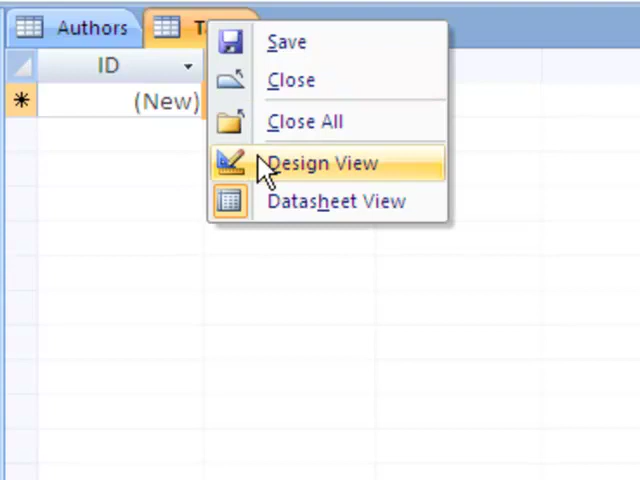 Authors
Save
ID
Close
(New)
Close All
Design View
Datasheet View